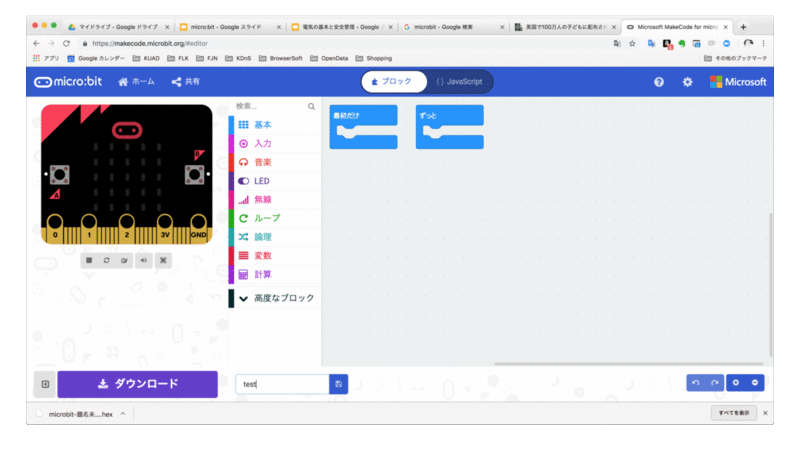 マイドライブ - Google ドライブ
micro:bit - Google スライド
電気の基本と安全管理 - Google
microbit - Google 検索
英国で100万人の子どもに配布され
Microsoft MakeCode for micro
https://makecode.microbit.org/#editor
アプリ Google カレンダー KUAD FLK FJN KDnS BrowserSoft OpenData Shopping その他のブックマーク
micro:bit ホーム 共有 ブロック {} JavaScript Microsoft
検索...
基本
入力
音楽
LED
無線
ループ
論理
変数
計算
高度なブロック
最初だけ
ずっと
A
B
0 1 2 3V GND
ダウンロード
test
microbit-題名未....hex
すべてを表示